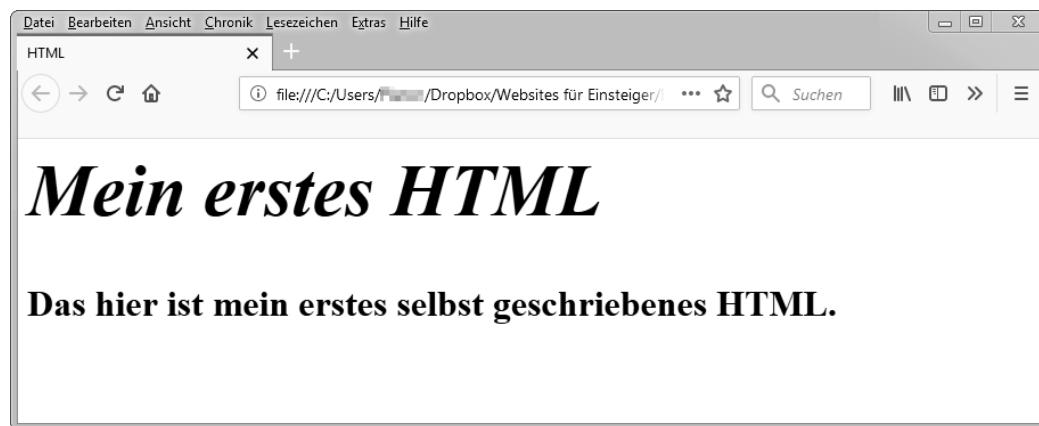 Datei Bearbeiten Ansicht Chronik Lesezeichen Extras Hilfe
HTML
file:///C:/Users/ /Dropbox/Websites für Einsteiger/ Suchen
Mein erstes HTML
Das hier ist mein erstes selbst geschriebenes HTML.